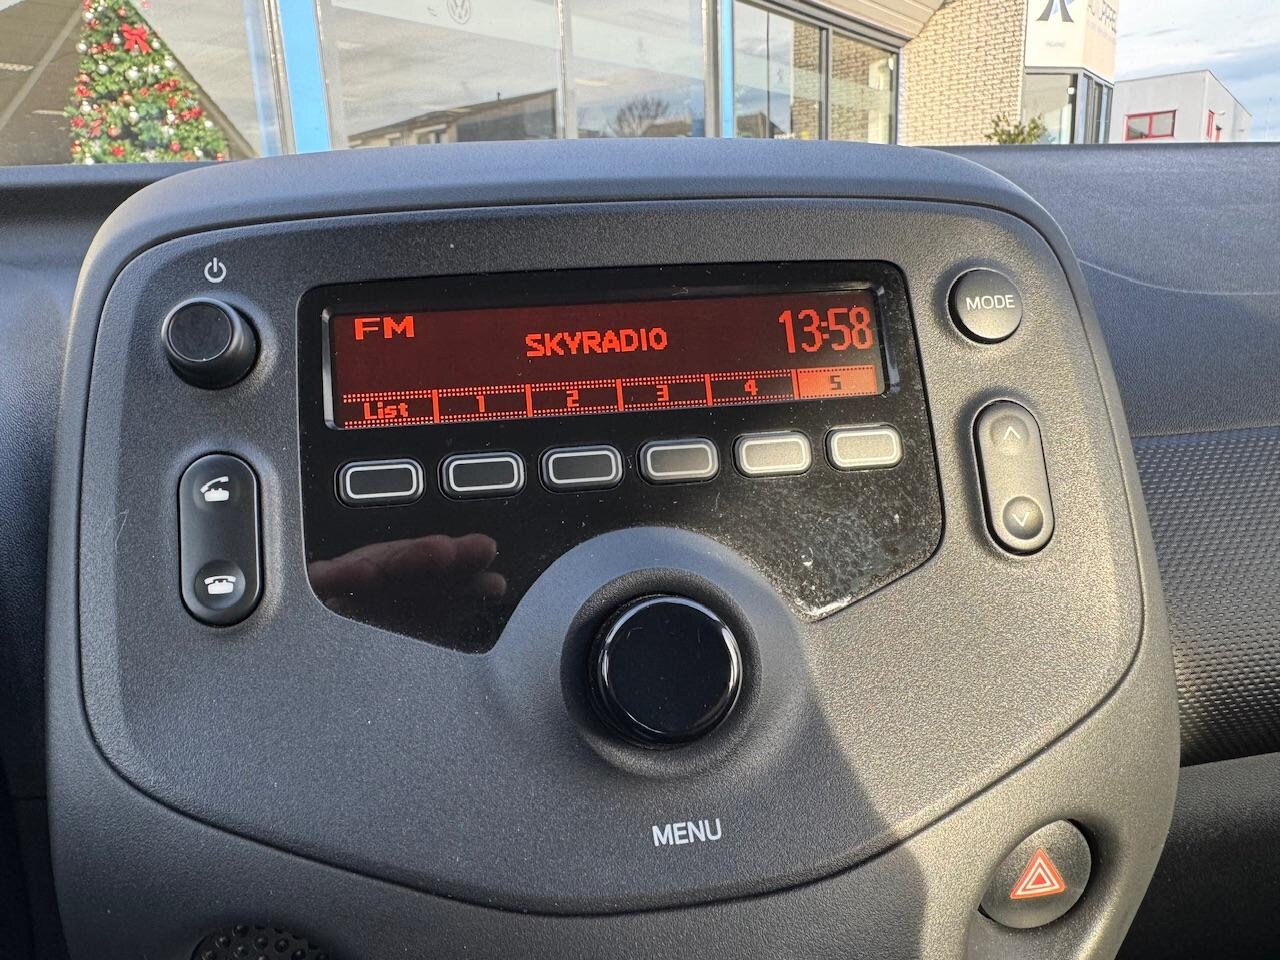 FM
SKYRADIO
13:58
List 1 2 3 4 5
MODE
MENU